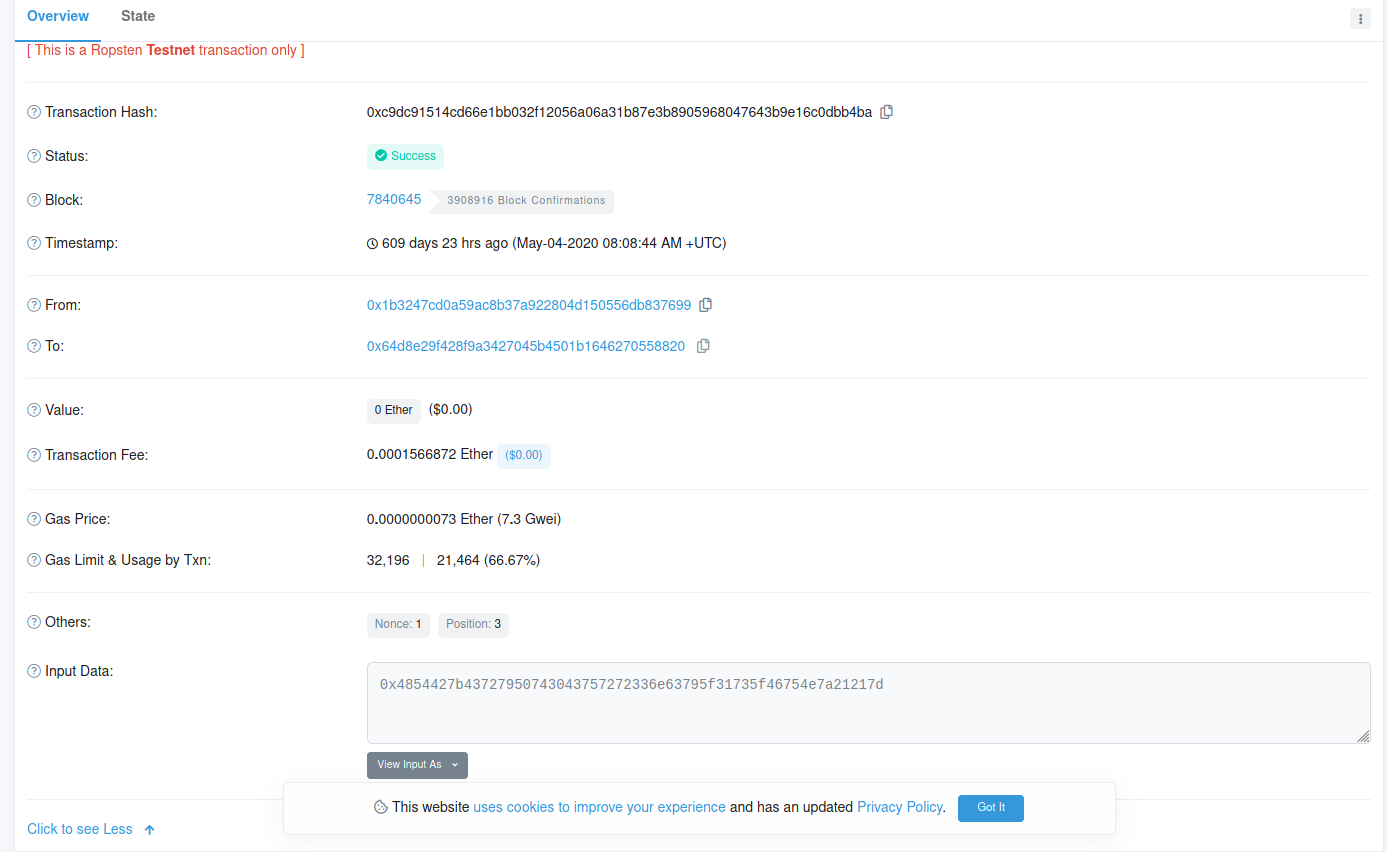 Overview State
[ This is a Ropsten Testnet transaction only ]
Transaction Hash: 0xc9dc91514cd66e1bb032f12056a06a31b87e3b8905968047643b9e16c0dbb4ba
Status: Success
Block: 7840645 3908916 Block Confirmations
Timestamp: 609 days 23 hrs ago (May-04-2020 08:08:44 AM +UTC)
From: 0x1b3247cd0a59ac8b37a922804d150556db837699
To: 0x64d8e29f428f9a3427045b4501b1646270558820
Value: 0 Ether ($0.00)
Transaction Fee: 0.0001566872 Ether ($0.00)
Gas Price: 0.0000000073 Ether (7.3 Gwei)
Gas Limit & Usage by Txn: 32,196 | 21,464 (66.67%)
Others: Nonce: 1 Position: 3
Input Data: 0x4854427b43727950743043757272336e63795f31735f46754e7a21217d
View Input As
This website uses cookies to improve your experience and has an updated Privacy Policy. Got It
Click to see Less